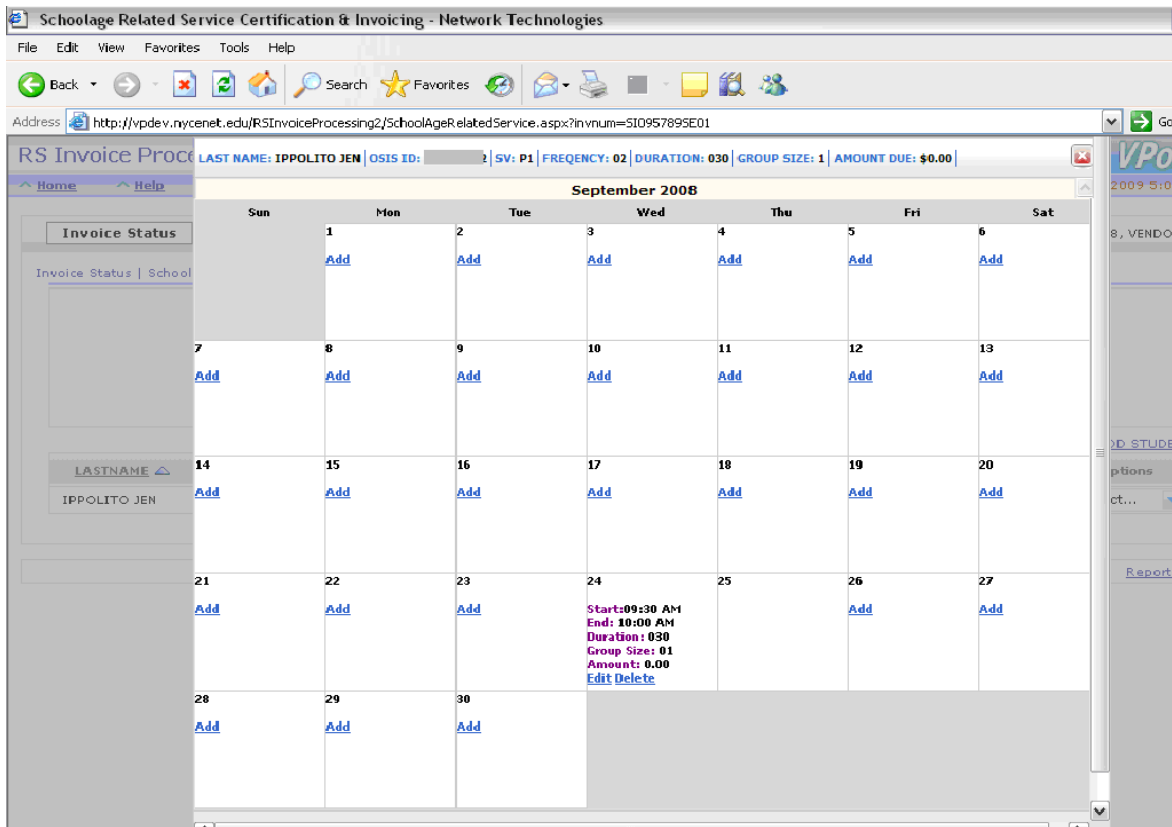 Schoolage Related Service Certification & Invoicing - Network Technologies
File Edit View Favorites Tools Help
Back Search Favorites
Address http://vpdev.nycenet.edu/RSInvoiceProcessing2/SchoolAgeRelatedService.aspx?invnum=SI095789SE01 Go
RS Invoice Proce LAST NAME: IPPOLITO JEN OSIS ID: 2 SV: P1 FREQENCY: 02 DURATION: 030 GROUP SIZE: 1 AMOUNT DUE: $0.00 VPo
Home Help September 2008 2009 5:0
Sun Mon Tue Wed Thu Fri Sat
Invoice Status 1 2 3 4 5 6 8, VENDO
Add Add Add Add Add Add
Invoice Status | School
7 8 9 10 11 12 13
Add Add Add Add Add Add Add
DD STUDE
LASTNAME 14 15 16 17 18 19 20 ptions
IPPOLITO JEN Add Add Add Add Add Add Add ct...
21 22 23 24 25 26 27 Report
Add Add Add Start:09:30 AM Add Add
End: 10:00 AM
Duration: 030
Group Size: 01
Amount: 0.00
Edit Delete
28 29 30
Add Add Add